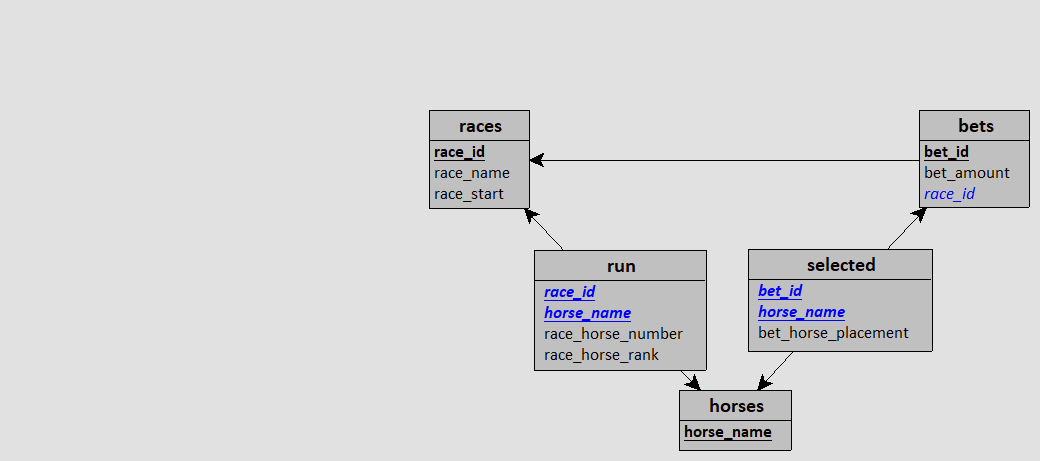 races
race_id
race_name
race_start
bets
bet_id
bet_amount
race_id
run
race_id
horse_name
race_horse_number
race_horse_rank
selected
bet_id
horse_name
bet_horse_placement
horses
horse_name